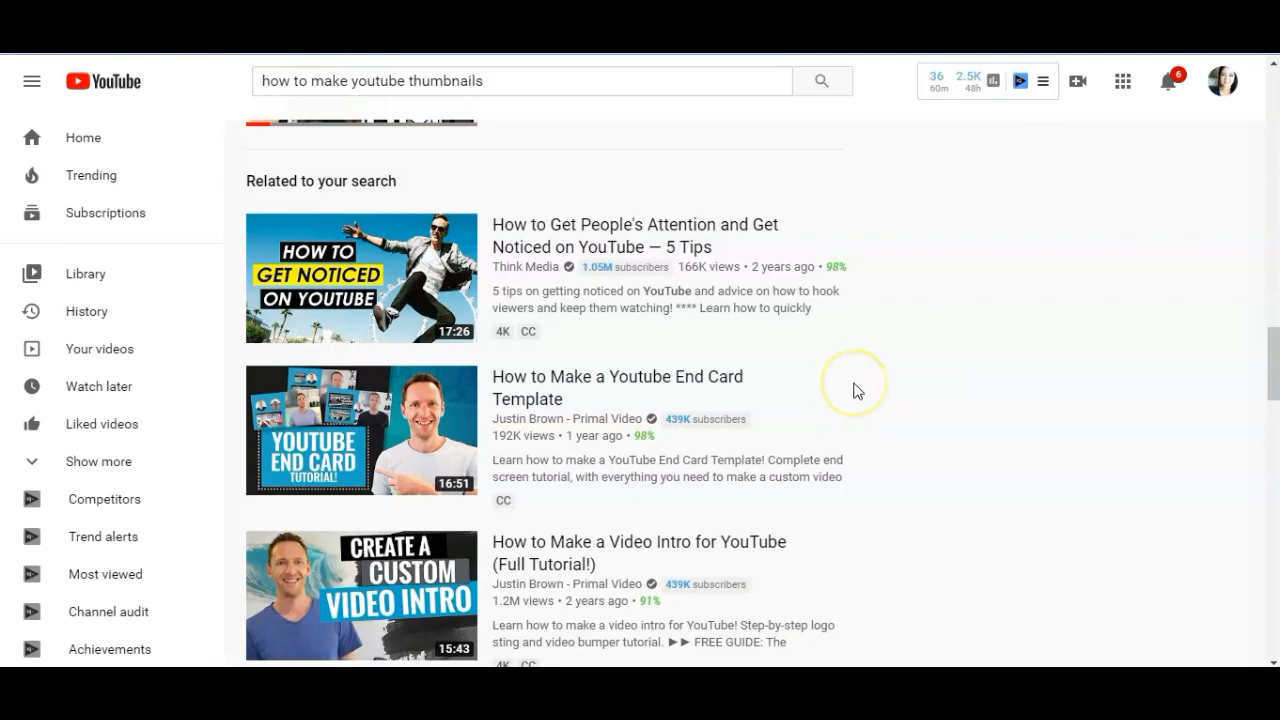 YouTube
how to make youtube thumbnails
36
60m
2.5K
48h
6
Home
Trending
Subscriptions
Library
History
Your videos
Watch later
Liked videos
Show more
Competitors
Trend alerts
Most viewed
Channel audit
Achievements
Related to your search
HOW TO
GET NOTICED
ON YOUTUBE
17:26
How to Get People's Attention and Get
Noticed on YouTube — 5 Tips
Think Media 1.05M subscribers 166K views • 2 years ago • 98%
5 tips on getting noticed on YouTube and advice on how to hook
viewers and keep them watching! **** Learn how to quickly
4K CC
YOUTUBE
END CARD
TUTORIAL!
16:51
How to Make a Youtube End Card
Template
Justin Brown - Primal Video 439K subscribers
192K views • 1 year ago • 98%
Learn how to make a YouTube End Card Template! Complete end
screen tutorial, with everything you need to make a custom video
CC
CREATE A
CUSTOM
VIDEO INTRO
15:43
How to Make a Video Intro for YouTube
(Full Tutorial!)
Justin Brown - Primal Video 439K subscribers
1.2M views • 2 years ago • 91%
Learn how to make a video intro for YouTube! Step-by-step logo
sting and video bumper tutorial. ►► FREE GUIDE: The
4K CC